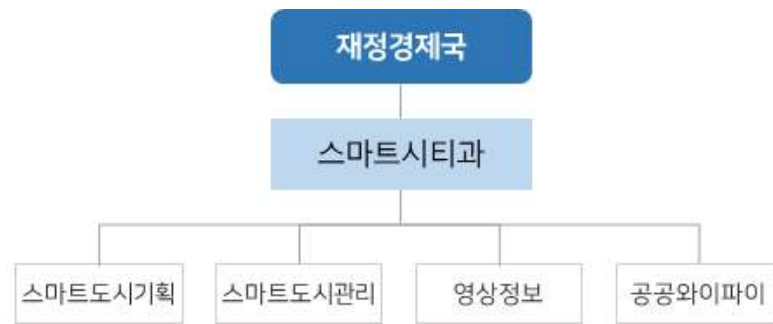 재정경제국
스마트시티과
스마트도시기획
스마트도시관리
영상정보
공공와이파이